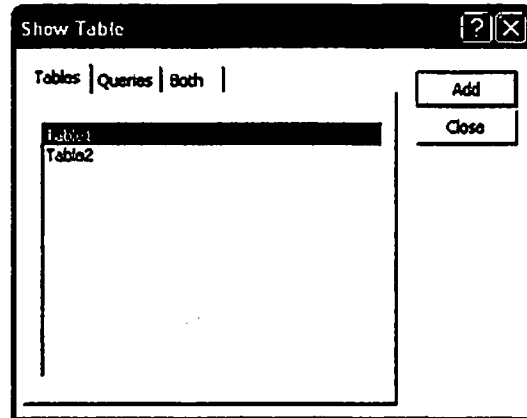 Show Table
Tables Queries Both
Add
Close
Table1
Table2